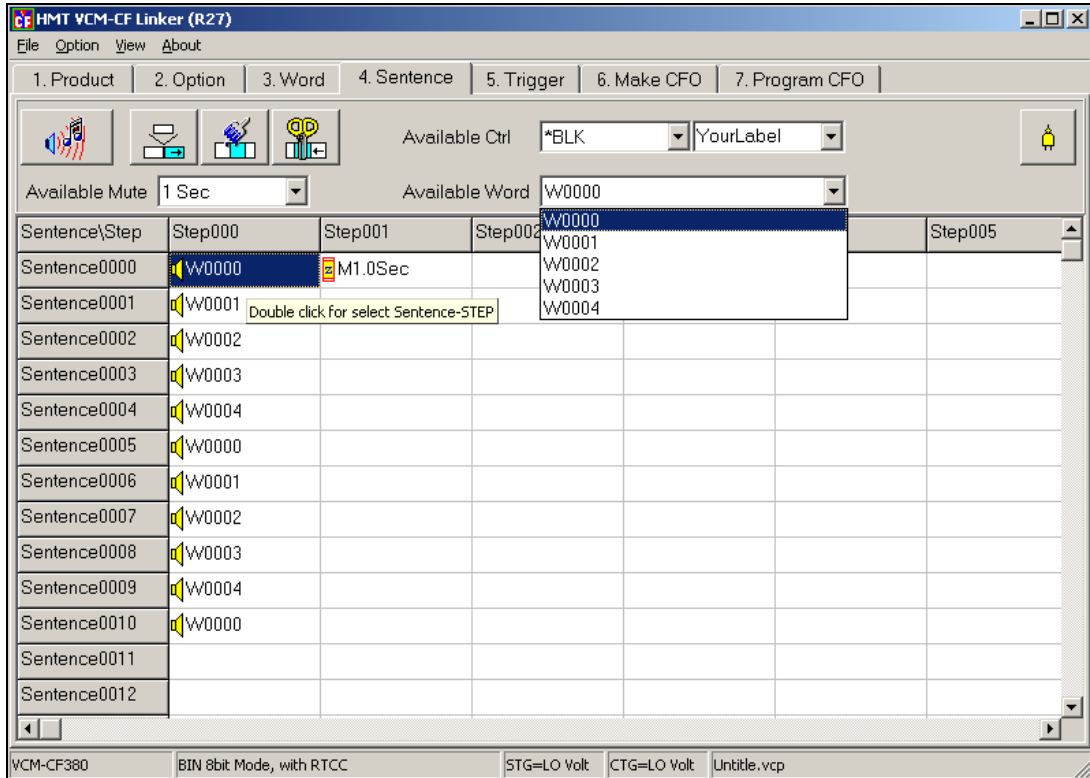 HMT VCM-CF Linker (R27)
File Option View About
1. Product 2. Option 3. Word 4. Sentence 5. Trigger 6. Make CFO 7. Program CFO
Available Ctrl *BLK YourLabel
Available Mute 1 Sec Available Word W0000
W0000
W0001
W0002
W0003
W0004
Sentence\Step Step000 Step001 Step002 Step005
Sentence0000 W0000 z M1.0Sec
Sentence0001 W0001
Double click for select Sentence-STEP
Sentence0002 W0002
Sentence0003 W0003
Sentence0004 W0004
Sentence0005 W0000
Sentence0006 W0001
Sentence0007 W0002
Sentence0008 W0003
Sentence0009 W0004
Sentence0010 W0000
Sentence0011
Sentence0012
VCM-CF380 BIN 8bit Mode, with RTCC STG=LO Volt CTG=LO Volt Untitle.vcp